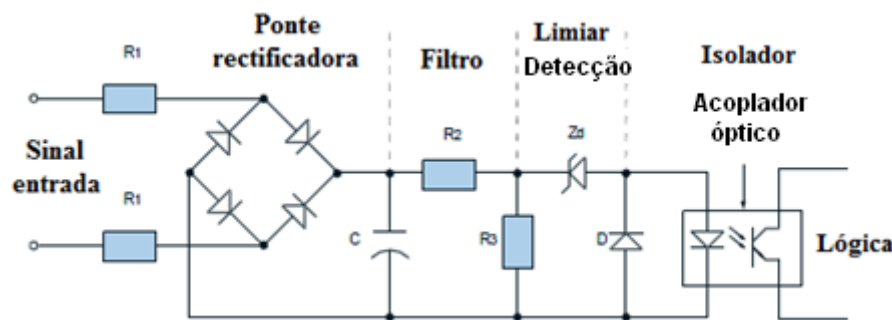 R1
Ponte
rectificadora
Filtro
Limiar
Detecção
Isolador
Acoplador
óptico
Sinal
entrada
R1
C
R2
R3
Zd
D
Lógica